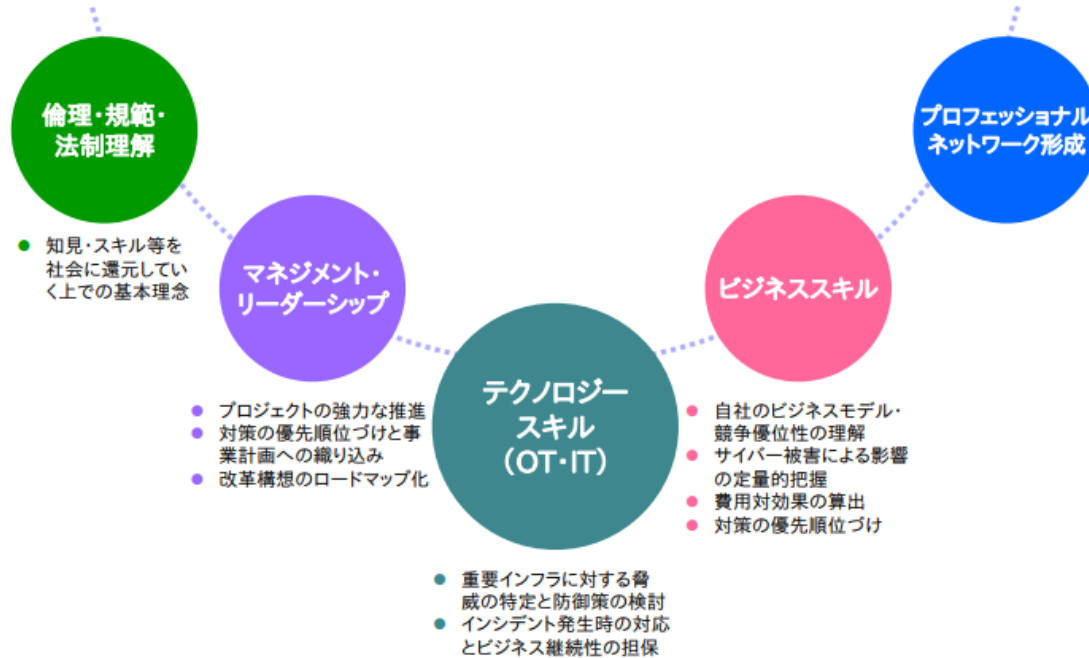 倫理・規範・
法制理解
● 知見・スキル等を
社会に還元してい
く上での基本理念
マネジメント・
リーダーシップ
● プロジェクトの強力な推進
● 対策の優先順位づけと事
業計画への織り込み
● 改革構想のロードマップ化
テクノロジー
スキル
（OT・IT）
● 重要インフラに対する脅
威の特定と防御策の検討
● インシデント発生時の対応
とビジネス継続性の担保
ビジネススキル
● 自社のビジネスモデル・
競争優位性の理解
● サイバー被害による影響
の定量的把握
● 費用対効果の算出
● 対策の優先順位づけ
プロフェッショナル
ネットワーク形成